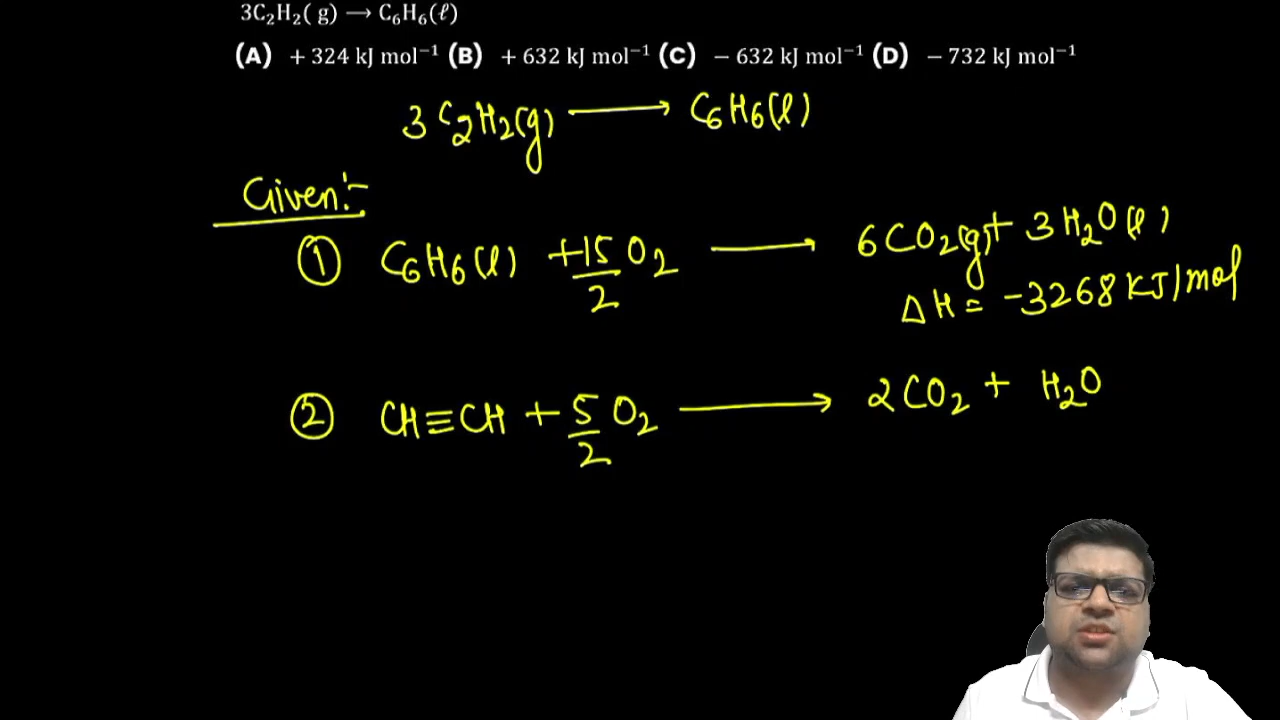 3C₂H₂( g) ⟶ C₆H₆(ℓ)
(A) + 324 kJ mol⁻¹ (B) + 632 kJ mol⁻¹ (C) − 632 kJ mol⁻¹ (D) − 732 kJ mol⁻¹
3 C₂H₂(g) ⟶ C₆H₆(l)
Given:-
① C₆H₆(l) + 15/2 O₂ ⟶ 6CO₂(g) + 3H₂O(l)
ΔH = -3268 KJ/mol
② CH≡CH + 5/2 O₂ ⟶ 2CO₂ + H₂O